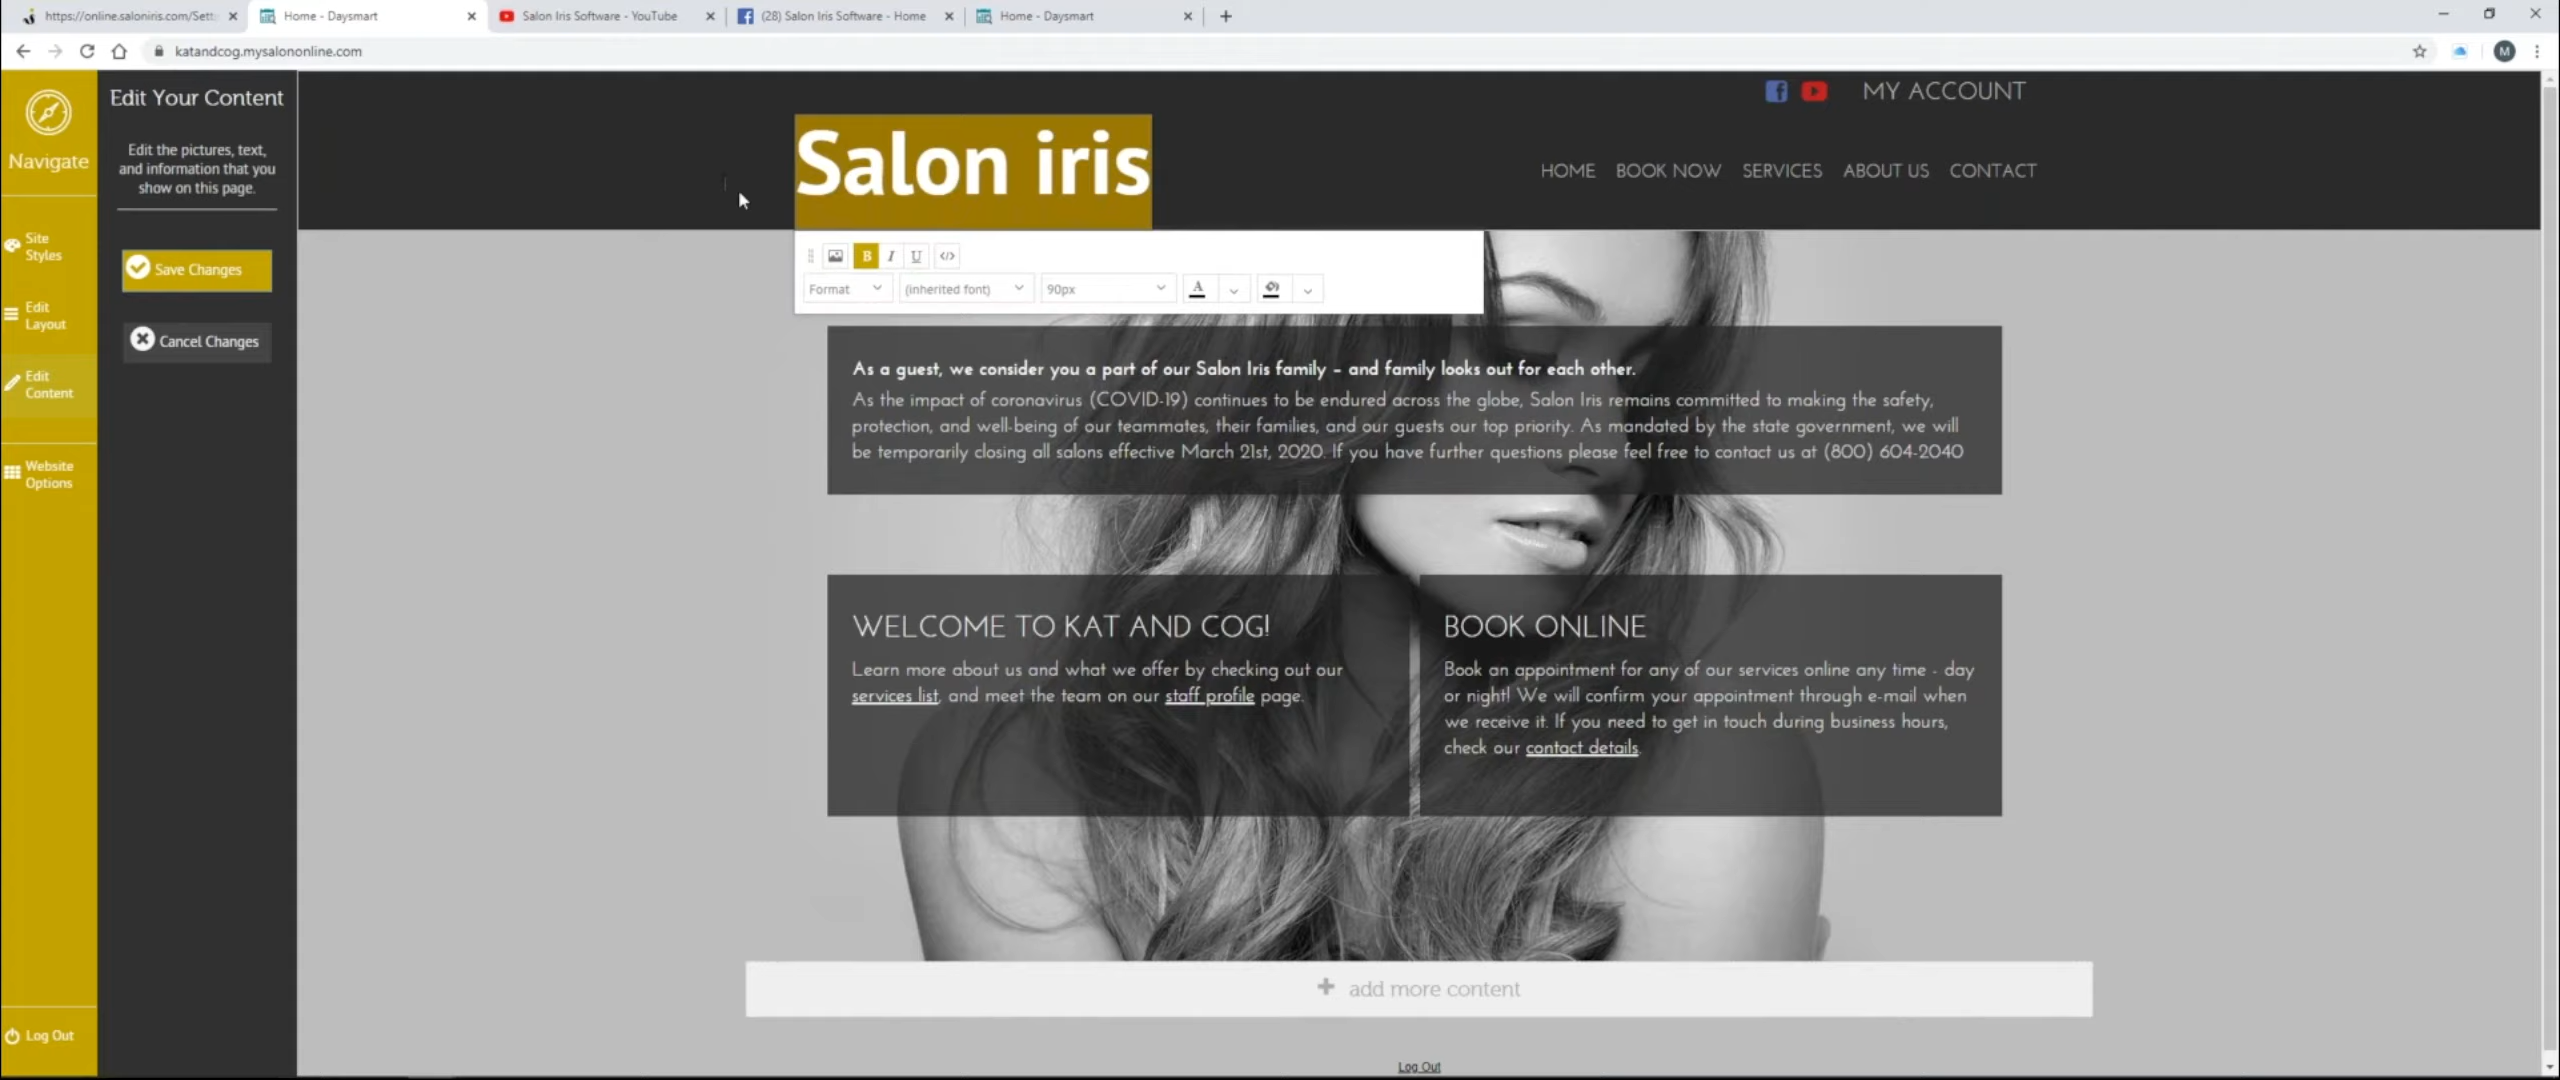 https://online.saloniris.com/Sett
Home - Daysmart
Salon Iris Software - YouTube
(28) Salon Iris Software - Home
Home - Daysmart
katandcog.mysalononline.com
M
Navigate
Site
Styles
Edit
Layout
Edit
Content
Website
Options
Log Out
Edit Your Content
Edit the pictures, text,
and information that you
show on this page.
Save Changes
Cancel Changes
MY ACCOUNT
Salon iris
HOME BOOK NOW SERVICES ABOUT US CONTACT
B I U </>
Format (inherited font) 90px A
As a guest, we consider you a part of our Salon Iris family – and family looks out for each other.
As the impact of coronavirus (COVID-19) continues to be endured across the globe, Salon Iris remains committed to making the safety,
protection, and well-being of our teammates, their families, and our guests our top priority. As mandated by the state government, we will
be temporarily closing all salons effective March 21st, 2020. If you have further questions please feel free to contact us at (800) 604-2040
WELCOME TO KAT AND COG!
Learn more about us and what we offer by checking out our
services list, and meet the team on our staff profile page.
BOOK ONLINE
Book an appointment for any of our services online any time - day
or night! We will confirm your appointment through e-mail when
we receive it. If you need to get in touch during business hours,
check our contact details.
+ add more content
Log Out